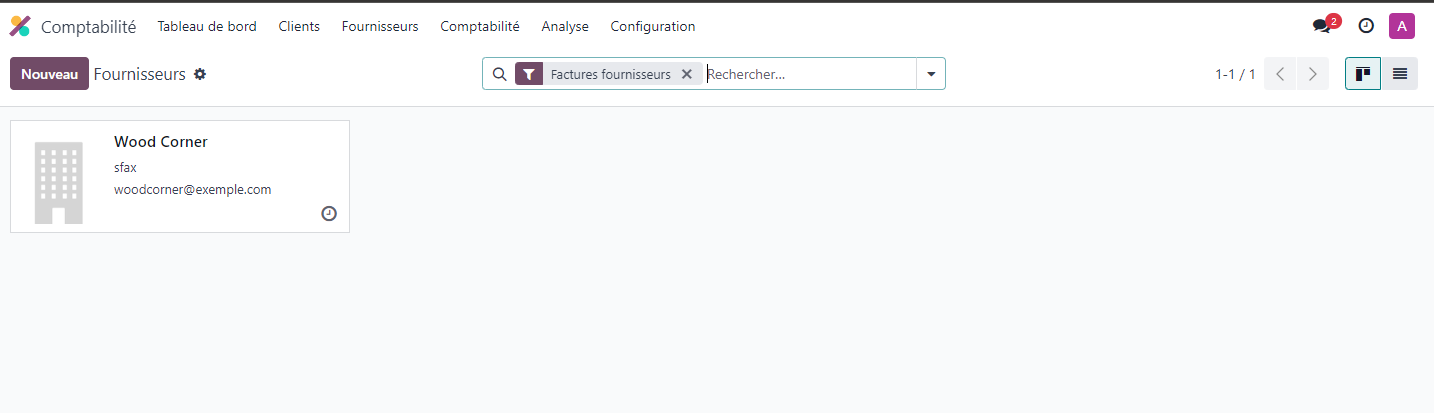 Comptabilité Tableau de bord Clients Fournisseurs Comptabilité Analyse Configuration 2 A
Nouveau Fournisseurs Factures fournisseurs Rechercher... 1-1 / 1
Wood Corner
sfax
woodcorner@exemple.com